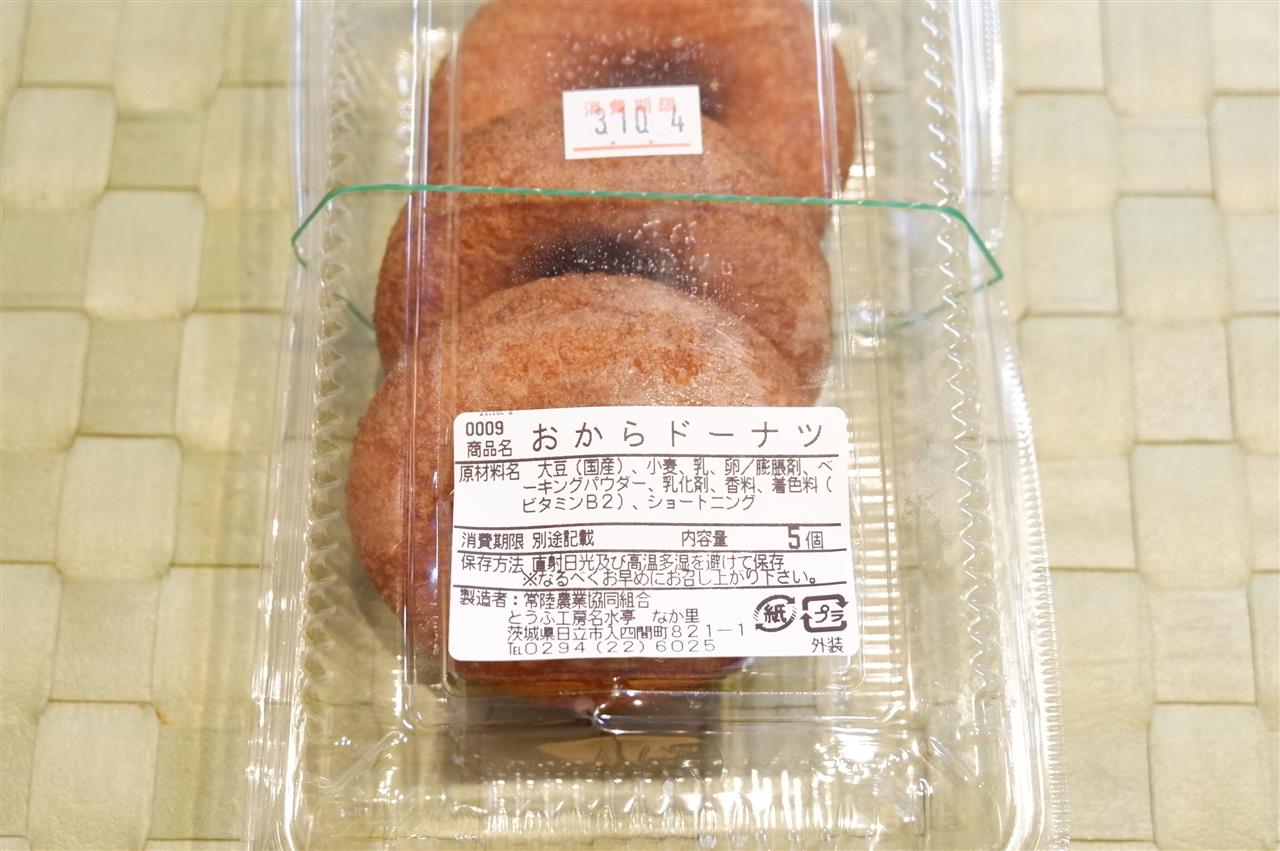 消費期限
3.10. 4
0009
商品名 おからドーナツ
原材料名 大豆(国産)、小麦、乳、卵/膨脹剤、ベ
ーキングパウダー、乳化剤、香料、着色料(
ビタミンB2)、ショートニング
消費期限 別途記載 内容量 5個
保存方法 直射日光及び高温多湿を避けて保存
※なるべくお早めにお召し上がり下さい。
製造者:常陸農業協同組合
とうふ工房名水亭 なか里
茨城県日立市入四間町821-1
TEL0294(22)6025
紙 プラ
外装